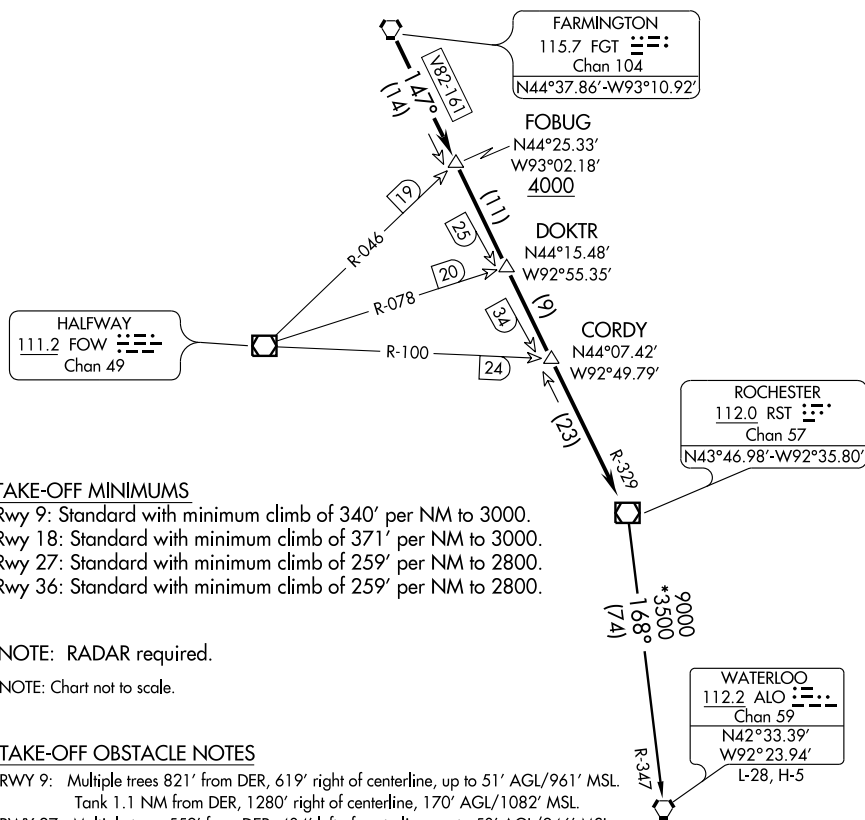 FARMINGTON
115.7 FGT
Chan 104
N44°37.86'-W93°10.92'
V82-161
147°
(14)
FOBUG
N44°25.33'
W93°02.18'
4000
19
R-046
(11)
25
DOKTR
N44°15.48'
W92°55.35'
20
R-078
(9)
34
HALFWAY
111.2 FOW
Chan 49
R-100
24
CORDY
N44°07.42'
W92°49.79'
(23)
R-329
ROCHESTER
112.0 RST
Chan 57
N43°46.98'-W92°35.80'
TAKE-OFF MINIMUMS
Rwy 9: Standard with minimum climb of 340' per NM to 3000.
Rwy 18: Standard with minimum climb of 371' per NM to 3000.
Rwy 27: Standard with minimum climb of 259' per NM to 2800.
Rwy 36: Standard with minimum climb of 259' per NM to 2800.
9000
*3500
168°
(74)
NOTE: RADAR required.
NOTE: Chart not to scale.
WATERLOO
112.2 ALO
Chan 59
N42°33.39'
W92°23.94'
L-28, H-5
R-347
TAKE-OFF OBSTACLE NOTES
RWY 9: Multiple trees 821' from DER, 619' right of centerline, up to 51' AGL/961' MSL.
Tank 1.1 NM from DER, 1280' right of centerline, 170' AGL/1082' MSL.